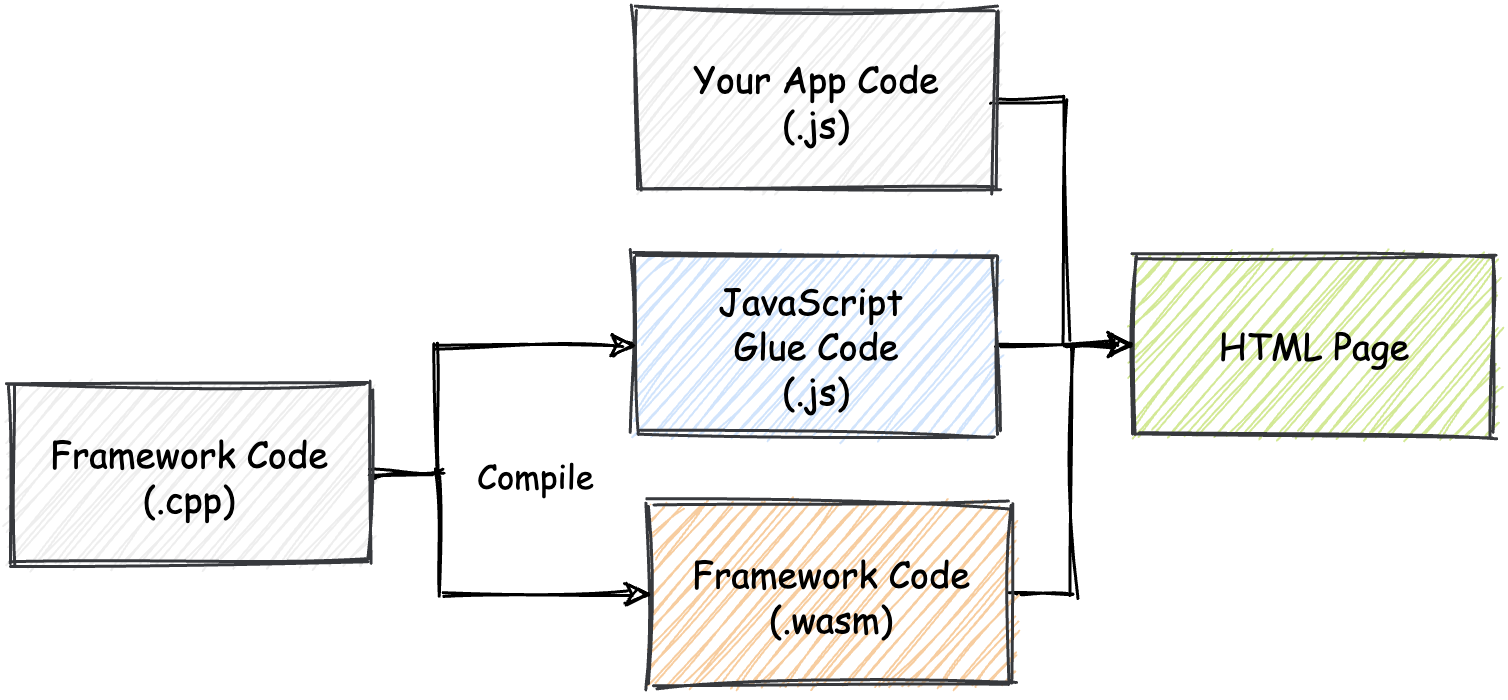 Your App Code
(.js)
JavaScript
Glue Code
(.js)
HTML Page
Framework Code
(.cpp)
Compile
Framework Code
(.wasm)